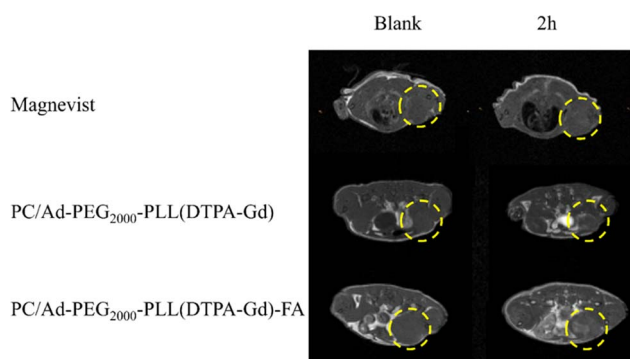 Blank 2h
Magnevist
PC/Ad-PEG₂₀₀₀-PLL(DTPA-Gd)
PC/Ad-PEG₂₀₀₀-PLL(DTPA-Gd)-FA